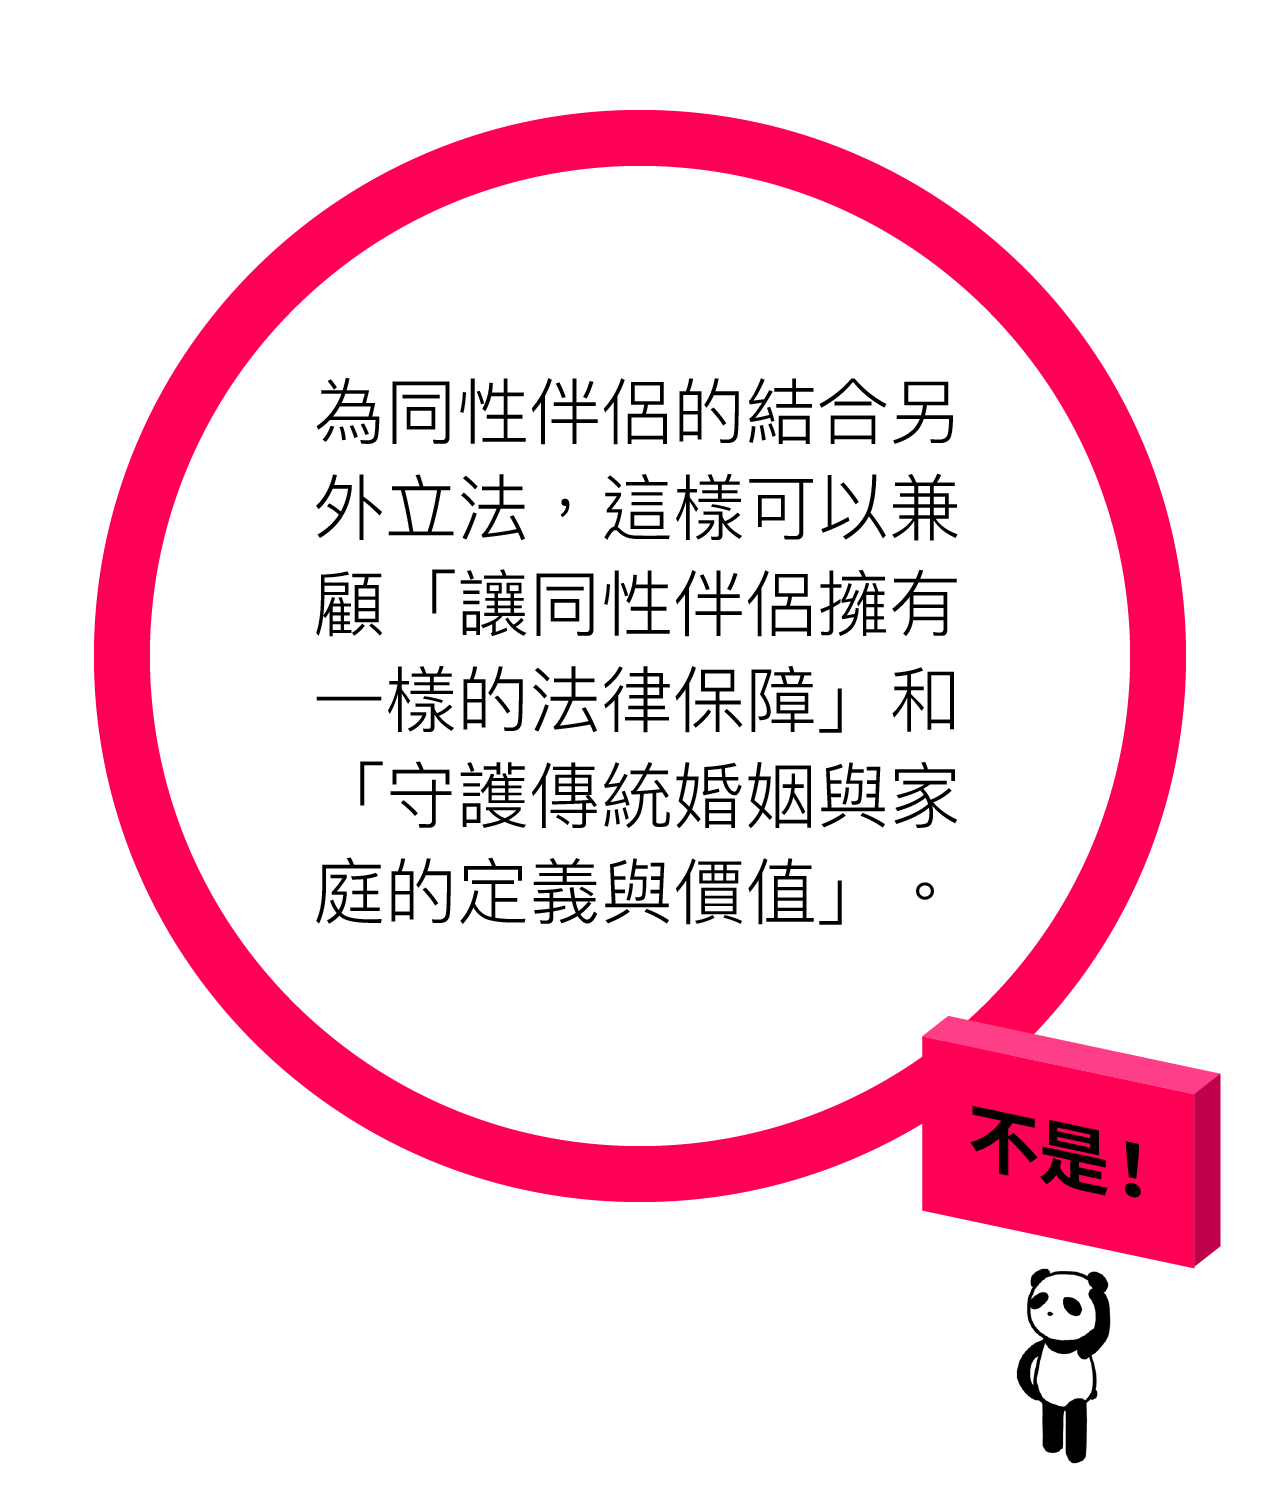 為同性伴侶的結合另
外立法，這樣可以兼
顧「讓同性伴侶擁有
一樣的法律保障」和
「守護傳統婚姻與家
庭的定義與價值」。
不是！